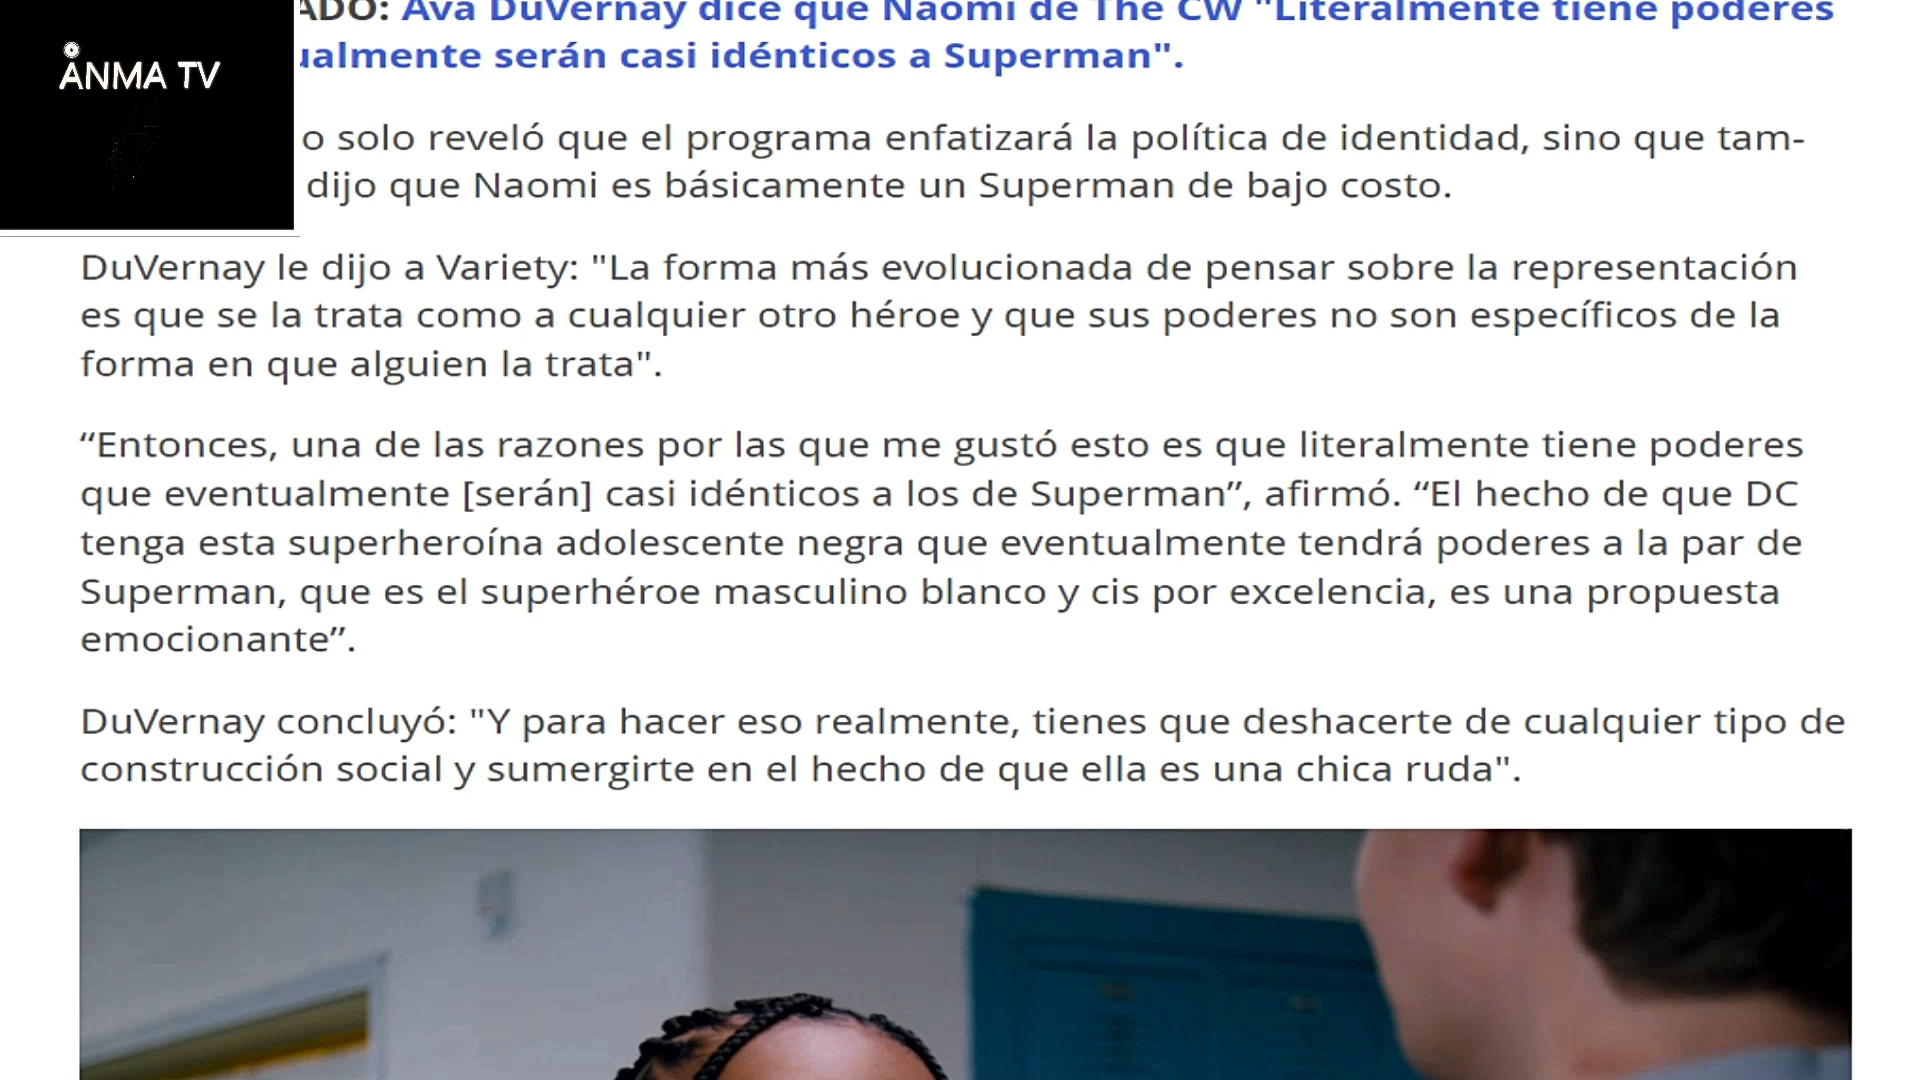 ÅNMA TV
ADO: Ava DuVernay dice que Naomi de The CW "Literalmente tiene poderes
ualmente serán casi idénticos a Superman".
o solo reveló que el programa enfatizará la política de identidad, sino que tam-
dijo que Naomi es básicamente un Superman de bajo costo.
DuVernay le dijo a Variety: "La forma más evolucionada de pensar sobre la representación
es que se la trata como a cualquier otro héroe y que sus poderes no son específicos de la
forma en que alguien la trata".
“Entonces, una de las razones por las que me gustó esto es que literalmente tiene poderes
que eventualmente [serán] casi idénticos a los de Superman”, afirmó. “El hecho de que DC
tenga esta superheroína adolescente negra que eventualmente tendrá poderes a la par de
Superman, que es el superhéroe masculino blanco y cis por excelencia, es una propuesta
emocionante”.
DuVernay concluyó: "Y para hacer eso realmente, tienes que deshacerte de cualquier tipo de
construcción social y sumergirte en el hecho de que ella es una chica ruda".